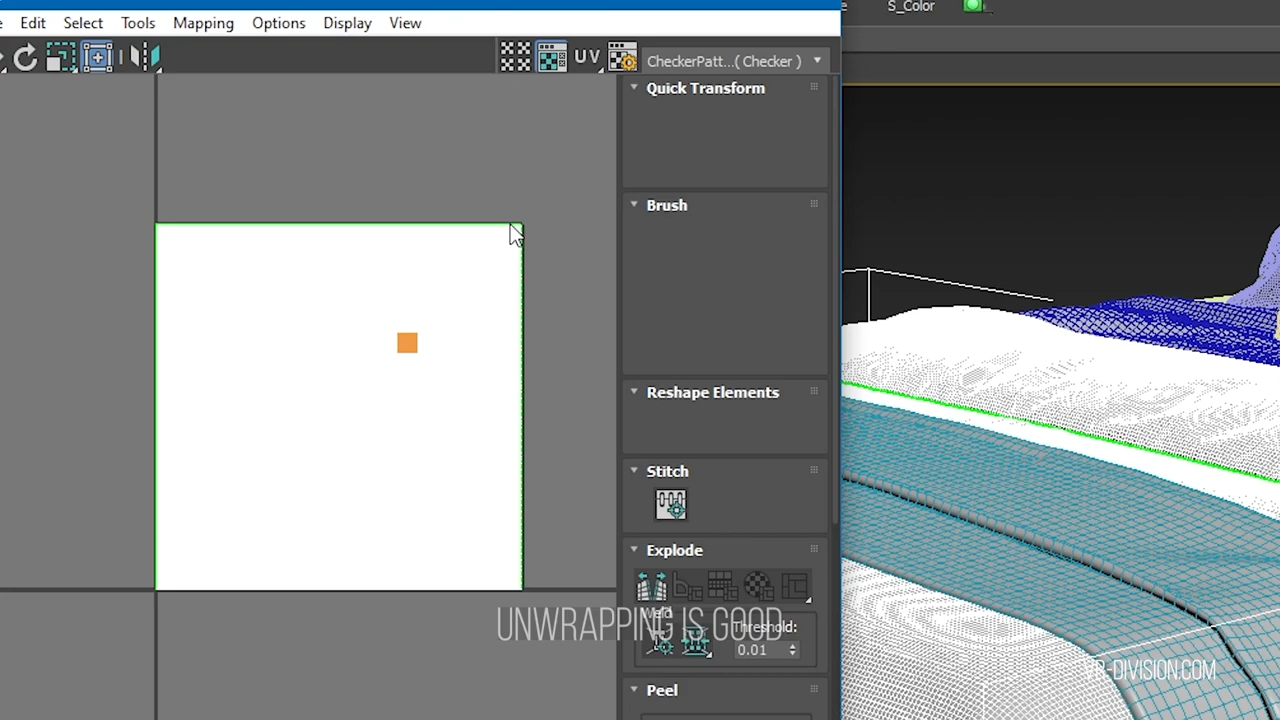 Edit Select Tools Mapping Options Display View
S_Color
UV
CheckerPatt...( Checker )
Quick Transform
Brush
Reshape Elements
Stitch
Explode
Weld
Threshold:
0.01
UNWRAPPING IS GOOD
VR-DIVISION.COM
Peel